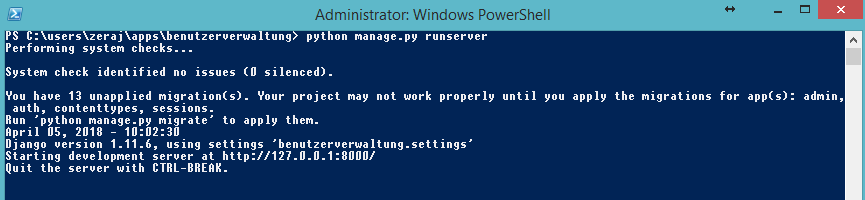 Administrator: Windows PowerShell
PS C:\users\zeraj\apps\benutzerverwaltung> python manage.py runserver
Performing system checks...
System check identified no issues (0 silenced).
You have 13 unapplied migration(s). Your project may not work properly until you apply the migrations for app(s): admin,
auth, contenttypes, sessions.
Run 'python manage.py migrate' to apply them.
April 05, 2018 - 10:02:30
Django version 1.11.6, using settings 'benutzerverwaltung.settings'
Starting development server at http://127.0.0.1:8000/
Quit the server with CTRL-BREAK.